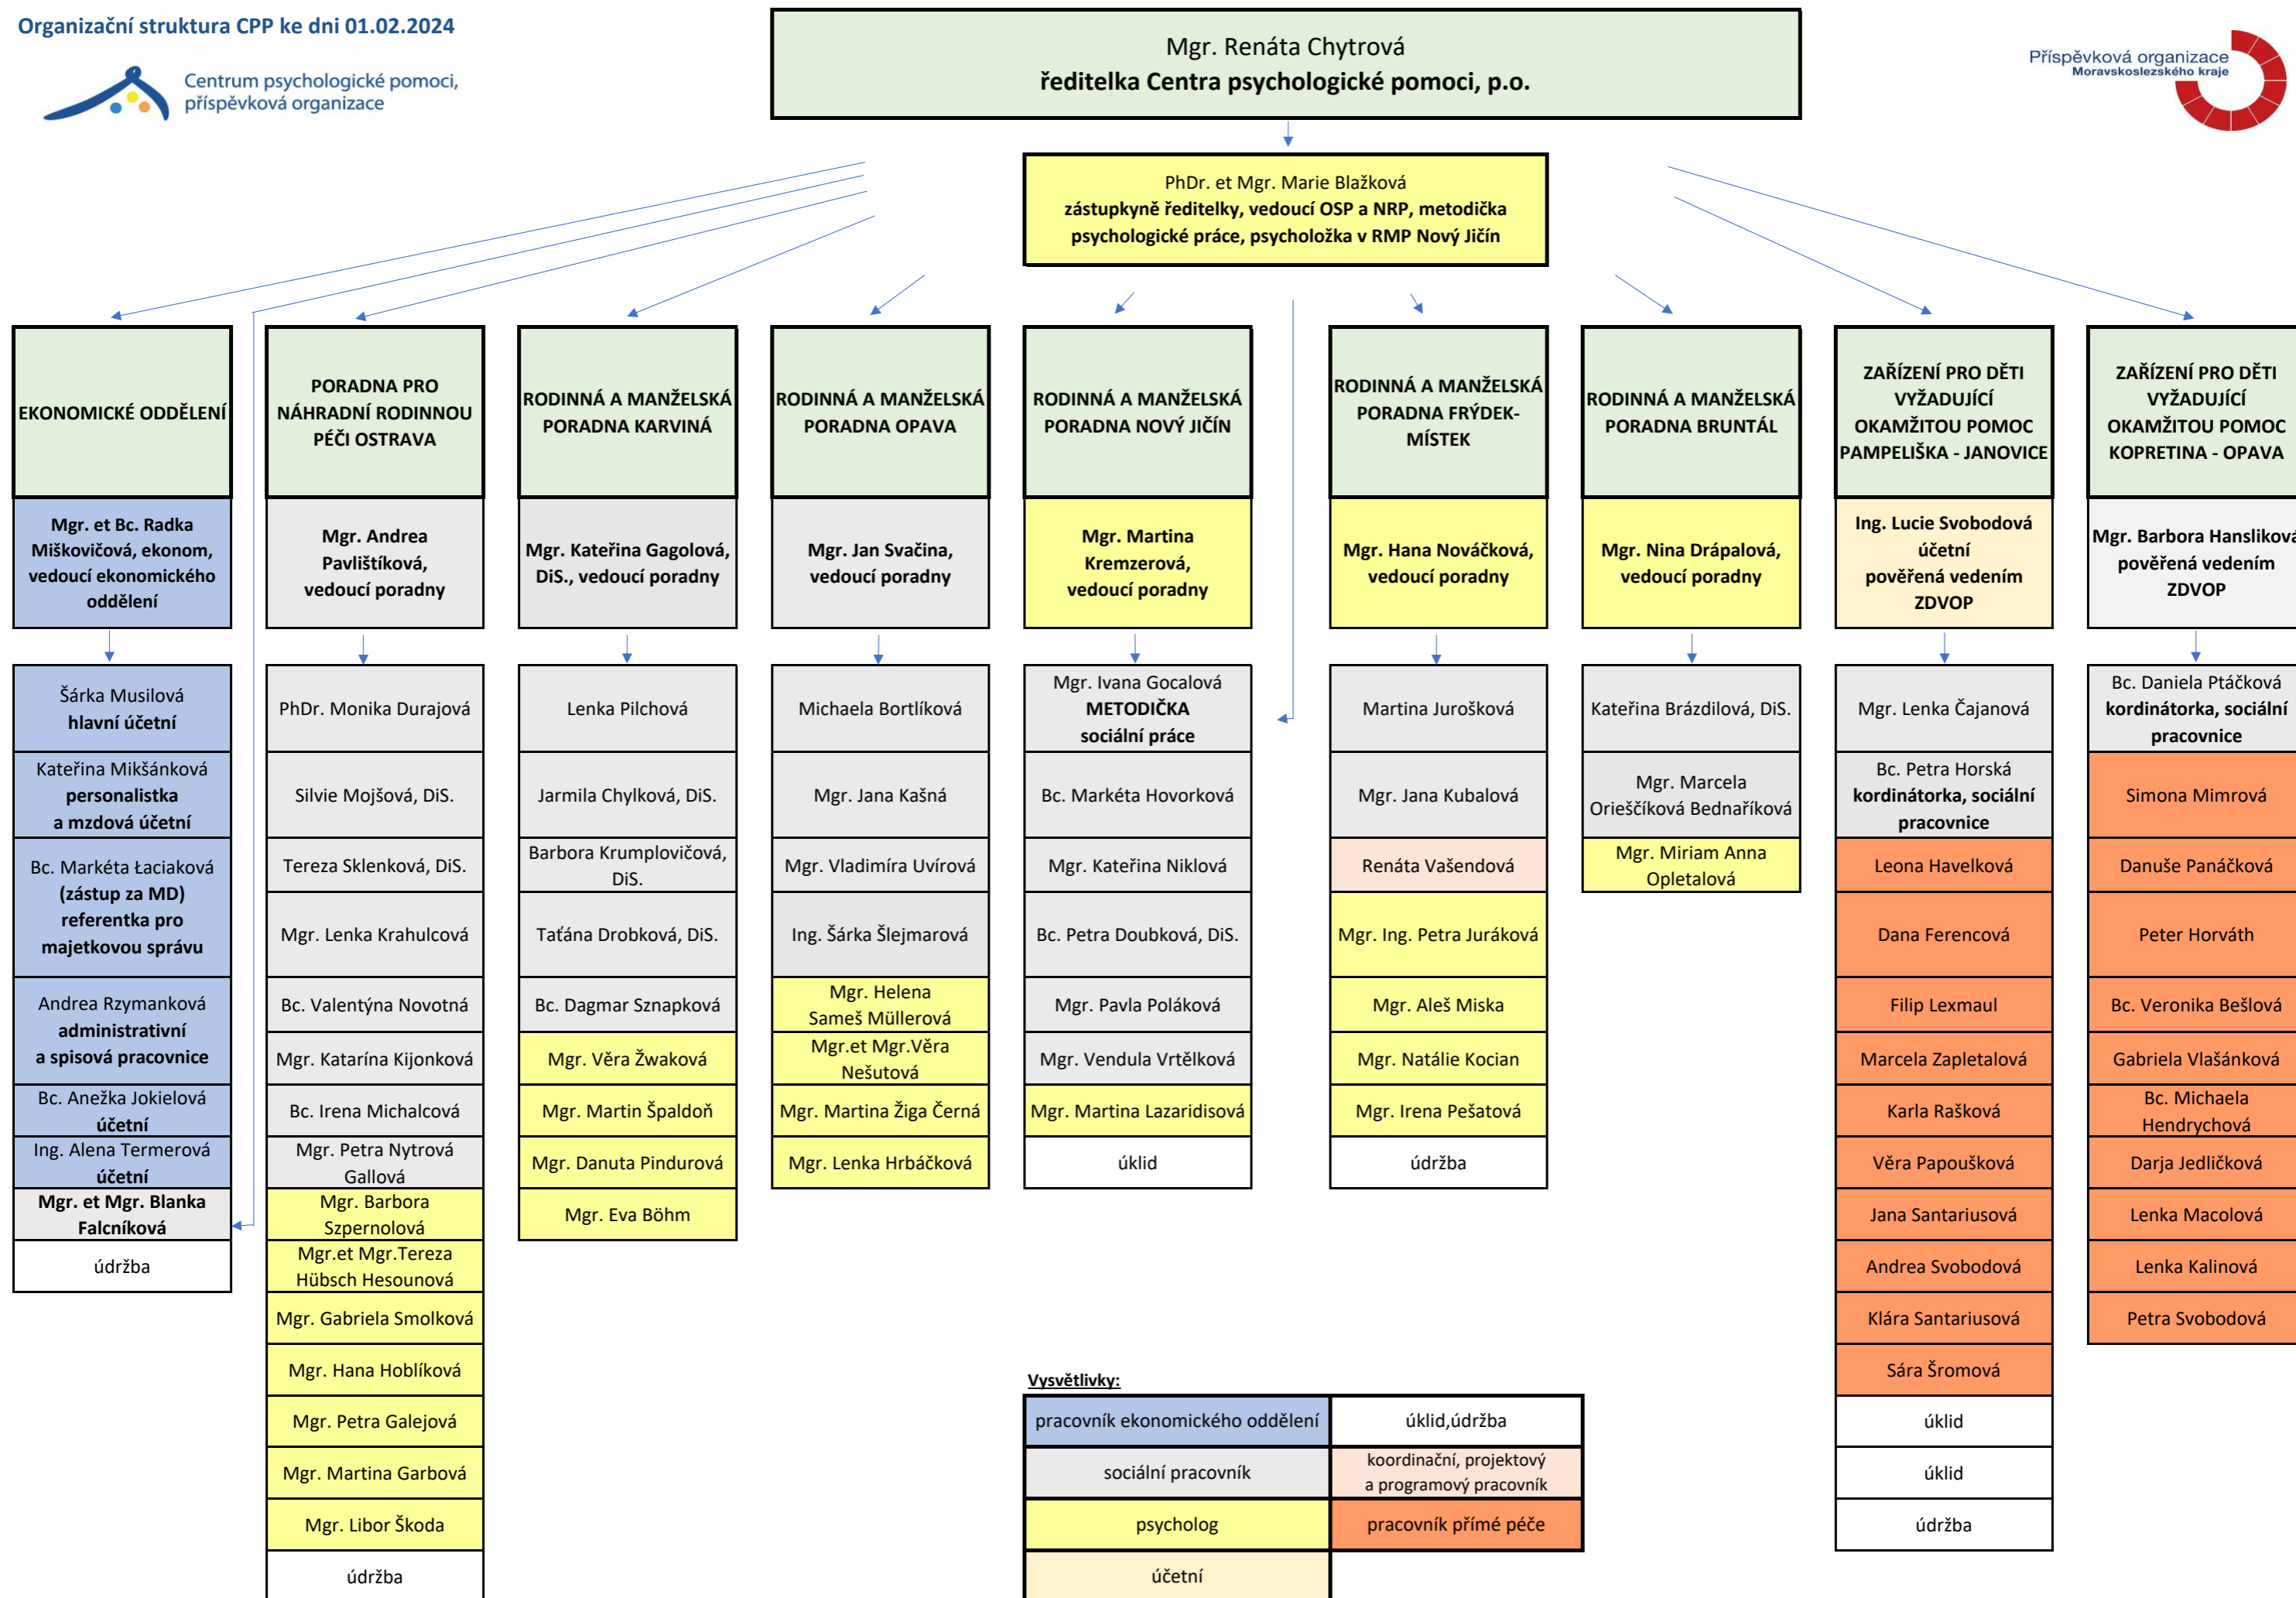 Organizační struktura CPP ke dni 01.02.2024
Centrum psychologické pomoci,
příspěvková organizace
Mgr. Renáta Chytrová
ředitelka Centra psychologické pomoci, p.o.
Příspěvková organizace
Moravskoslezského kraje
PhDr. et Mgr. Marie Blažková
zástupkyně ředitelky, vedoucí OSP a NRP, metodička
psychologické práce, psycholožka v RMP Nový Jičín
EKONOMICKÉ ODDĚLENÍ
Mgr. et Bc. Radka
Miškovičová, ekonom,
vedoucí ekonomického
oddělení
Šárka Musilová
hlavní účetní
Kateřina Mikšánková
personalistka
a mzdová účetní
Bc. Markéta Łaciaková
(zástup za MD)
referentka pro
majetkovou správu
Andrea Rzymanková
administrativní
a spisová pracovnice
Bc. Anežka Jokielová
účetní
Ing. Alena Termerová
účetní
Mgr. et Mgr. Blanka
Falcníková
údržba
PORADNA PRO
NÁHRADNÍ RODINNOU
PÉČI OSTRAVA
Mgr. Andrea
Pavlištíková,
vedoucí poradny
PhDr. Monika Durajová
Silvie Mojšová, DiS.
Tereza Sklenková, DiS.
Mgr. Lenka Krahulcová
Bc. Valentýna Novotná
Mgr. Katarína Kijonková
Bc. Irena Michalcová
Mgr. Petra Nytrová
Gallová
Mgr. Barbora
Szpernolová
Mgr.et Mgr.Tereza
Hübsch Hesounová
Mgr. Gabriela Smolková
Mgr. Hana Hoblíková
Mgr. Petra Galejová
Mgr. Martina Garbová
Mgr. Libor Škoda
údržba
RODINNÁ A MANŽELSKÁ
PORADNA KARVINÁ
Mgr. Kateřina Gagolová,
DiS., vedoucí poradny
Lenka Pilchová
Jarmila Chylková, DiS.
Barbora Krumplovičová,
DiS.
Taťána Drobková, DiS.
Bc. Dagmar Sznapková
Mgr. Věra Žwaková
Mgr. Martin Špaldoň
Mgr. Danuta Pindurová
Mgr. Eva Böhm
RODINNÁ A MANŽELSKÁ
PORADNA OPAVA
Mgr. Jan Svačina,
vedoucí poradny
Michaela Bortlíková
Mgr. Jana Kašná
Mgr. Vladimíra Uvírová
Ing. Šárka Šlejmarová
Mgr. Helena
Sameš Müllerová
Mgr.et Mgr.Věra
Nešutová
Mgr. Martina Žiga Černá
Mgr. Lenka Hrbáčková
RODINNÁ A MANŽELSKÁ
PORADNA NOVÝ JIČÍN
Mgr. Martina
Kremzerová,
vedoucí poradny
Mgr. Ivana Gocalová
METODIČKA
sociální práce
Bc. Markéta Hovorková
Mgr. Kateřina Niklová
Bc. Petra Doubková, DiS.
Mgr. Pavla Poláková
Mgr. Vendula Vrtělková
Mgr. Martina Lazaridisová
úklid
RODINNÁ A MANŽELSKÁ
PORADNA FRÝDEK-
MÍSTEK
Mgr. Hana Nováčková,
vedoucí poradny
Martina Jurošková
Mgr. Jana Kubalová
Renáta Vašendová
Mgr. Ing. Petra Juráková
Mgr. Aleš Miska
Mgr. Natálie Kocian
Mgr. Irena Pešatová
údržba
RODINNÁ A MANŽELSKÁ
PORADNA BRUNTÁL
Mgr. Nina Drápalová,
vedoucí poradny
Kateřina Brázdilová, DiS.
Mgr. Marcela
Orieščíková Bednaříková
Mgr. Miriam Anna
Opletalová
ZAŘÍZENÍ PRO DĚTI
VYŽADUJÍCÍ
OKAMŽITOU POMOC
PAMPELIŠKA - JANOVICE
Ing. Lucie Svobodová
účetní
pověřená vedením
ZDVOP
Mgr. Lenka Čajanová
Bc. Petra Horská
kordinátorka, sociální
pracovnice
Leona Havelková
Dana Ferencová
Filip Lexmaul
Marcela Zapletalová
Karla Rašková
Věra Papoušková
Jana Santariusová
Andrea Svobodová
Klára Santariusová
Sára Šromová
úklid
úklid
údržba
ZAŘÍZENÍ PRO DĚTI
VYŽADUJÍCÍ
OKAMŽITOU POMOC
KOPRETINA - OPAVA
Mgr. Barbora Hansliková
pověřená vedením
ZDVOP
Bc. Daniela Ptáčková
kordinátorka, sociální
pracovnice
Simona Mimrová
Danuše Panáčková
Peter Horváth
Bc. Veronika Bešlová
Gabriela Vlašánková
Bc. Michaela
Hendrychová
Darja Jedličková
Lenka Macolová
Lenka Kalinová
Petra Svobodová
Vysvětlivky:
pracovník ekonomického oddělení
úklid,údržba
sociální pracovník
koordinační, projektový
a programový pracovník
psycholog
pracovník přímé péče
účetní